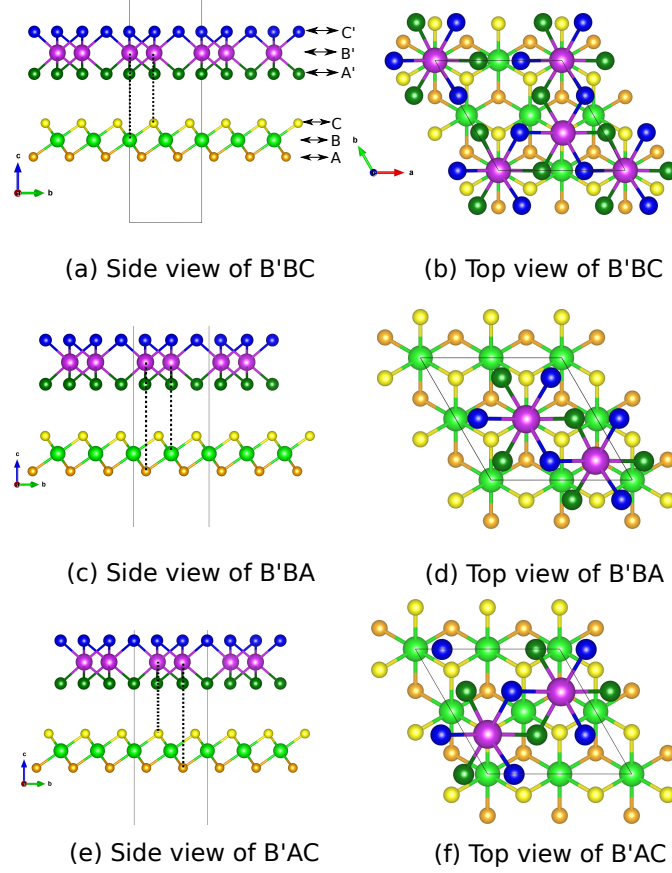 C'
B'
A'
C
B
A
c
b
b
a
(a) Side view of B'BC
(b) Top view of B'BC
c
b
(c) Side view of B'BA
(d) Top view of B'BA
c
b
(e) Side view of B'AC
(f) Top view of B'AC